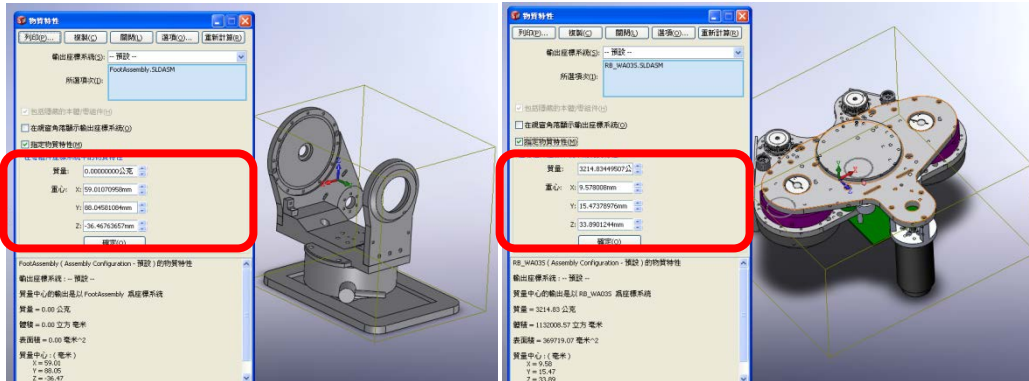 物質特性
列印(P)... 複製(C) 關閉(L) 選項(O)... 重新計算(R)
輸出座標系統(S): -- 預設 --
所選項次(I): FootAssembly.SLDASM
包括隱藏的本體/零組件(H)
在視窗角落顯示輸出座標系統(O)
指定物質特性(M)
質量: 0.00000000公克
重心: X: 59.01070958mm
Y: 88.04581084mm
Z: -36.46763657mm
確定(O)
FootAssembly ( Assembly Configuration - 預設 ) 的物質特性
輸出座標系統 : -- 預設 --
質量中心的輸出是以 FootAssembly 為座標系統
質量 = 0.00 公克
體積 = 0.00 立方 毫米
表面積 = 0.00 毫米^2
質量中心 : ( 毫米 )
X = 59.01
Y = 88.05
Z = -36.47
物質特性
列印(P)... 複製(C) 關閉(L) 選項(O)... 重新計算(R)
輸出座標系統(S): -- 預設 --
所選項次(I): RB_WA03S.SLDASM
包括隱藏的本體/零組件(H)
在視窗角落顯示輸出座標系統(O)
指定物質特性(M)
質量: 3214.83449507公
重心: X: 9.578008mm
Y: 15.47378976mm
Z: 33.8901244mm
確定(O)
RB_WA03S ( Assembly Configuration - 預設 ) 的物質特性
輸出座標系統 : -- 預設 --
質量中心的輸出是以 RB_WA03S 為座標系統
質量 = 3214.83 公克
體積 = 1132008.57 立方 毫米
表面積 = 369719.07 毫米^2
質量中心 : ( 毫米 )
X = 9.58
Y = 15.47
Z = 33.89